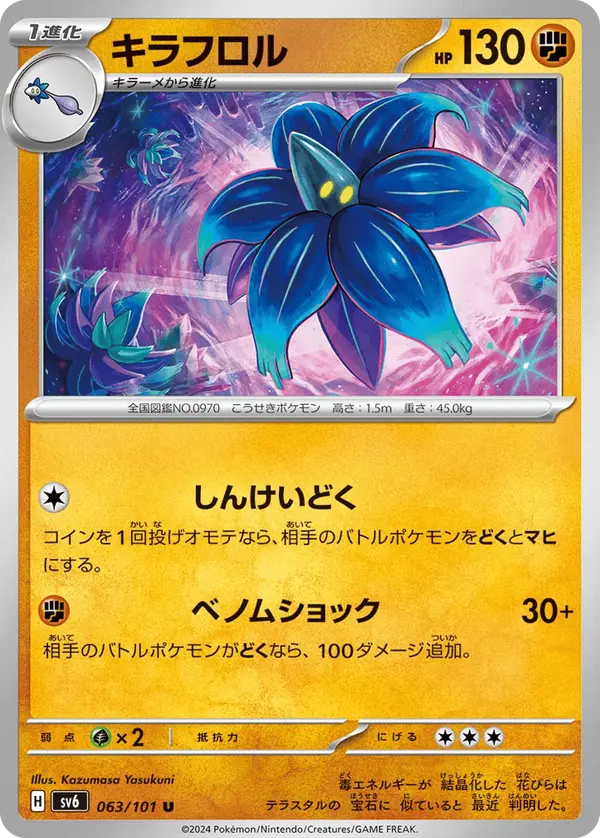 1進化
キラフロル
HP 130
キラーメから進化
全国図鑑NO.0970 こうせきポケモン 高さ:1.5m 重さ:45.0kg
しんけいどく
コインを1回投げオモテなら、相手のバトルポケモンをどくとマヒ
にする。
ベノムショック 30+
相手のバトルポケモンがどくなら、100ダメージ追加。
弱点 ×2 抵抗力 にげる
Illus. Kazumasa Yasukuni
H sv6 063/101 U
毒エネルギーが 結晶化した 花びらは
テラスタルの 宝石に 似ていると 最近 判明した。
©2024 Pokémon/Nintendo/Creatures/GAME FREAK.